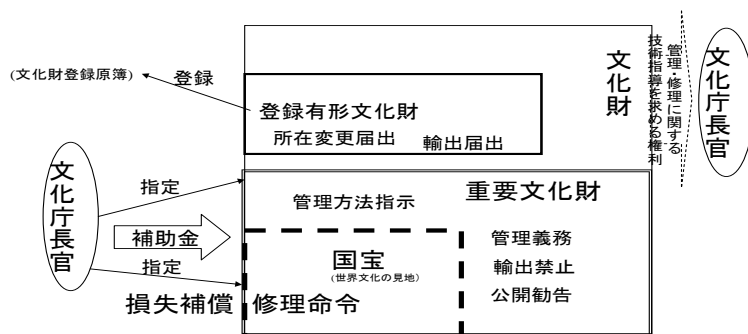 (文化財登録原簿)
登録
登録有形文化財
所在変更届出
輸出届出
文化財
管理・修理に関する
技術指導を求める権利
文化庁長官
文化庁長官
指定
補助金
指定
重要文化財
管理方法指示
管理義務
輸出禁止
公開勧告
国宝
(世界文化の見地)
損失補償
修理命令